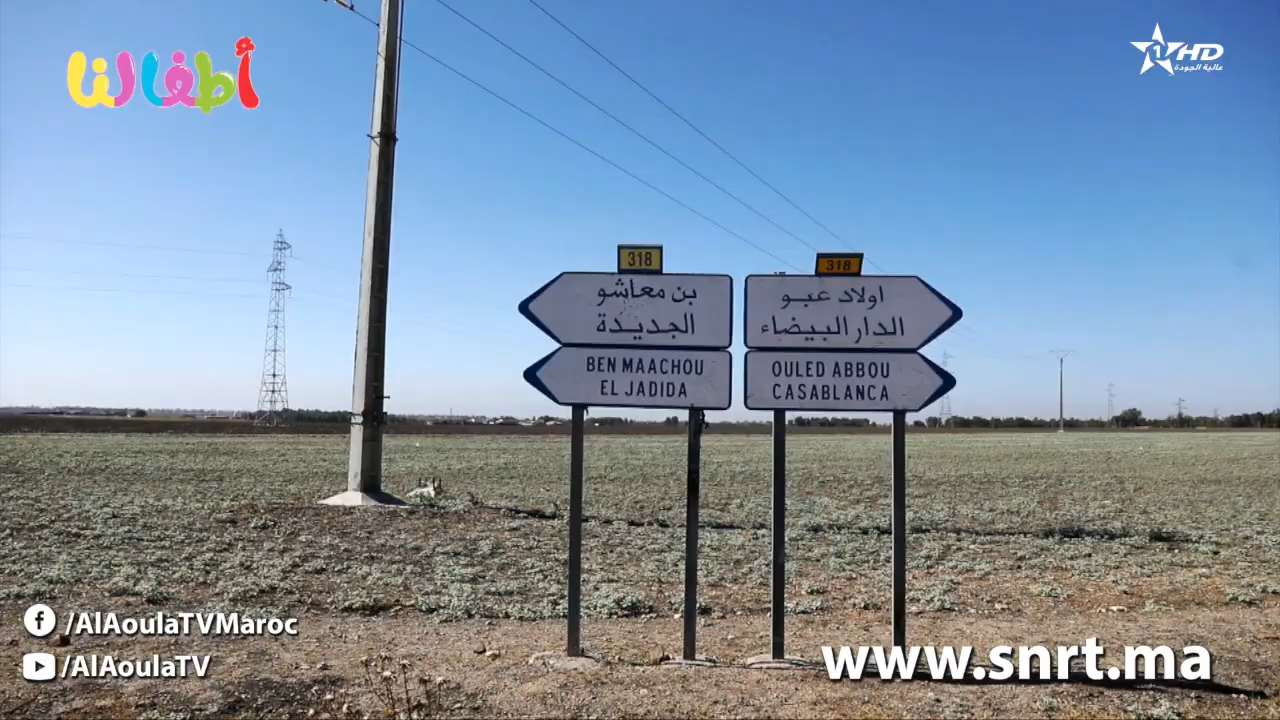 أطفالنا
1 HD
عالية الجودة
318
بن معاشو
الجديدة
BEN MAACHOU
EL JADIDA
318
اولاد عبو
الدار البيضاء
OULED ABBOU
CASABLANCA
/AlAoulaTVMaroc
/AlAoulaTV
www.snrt.ma